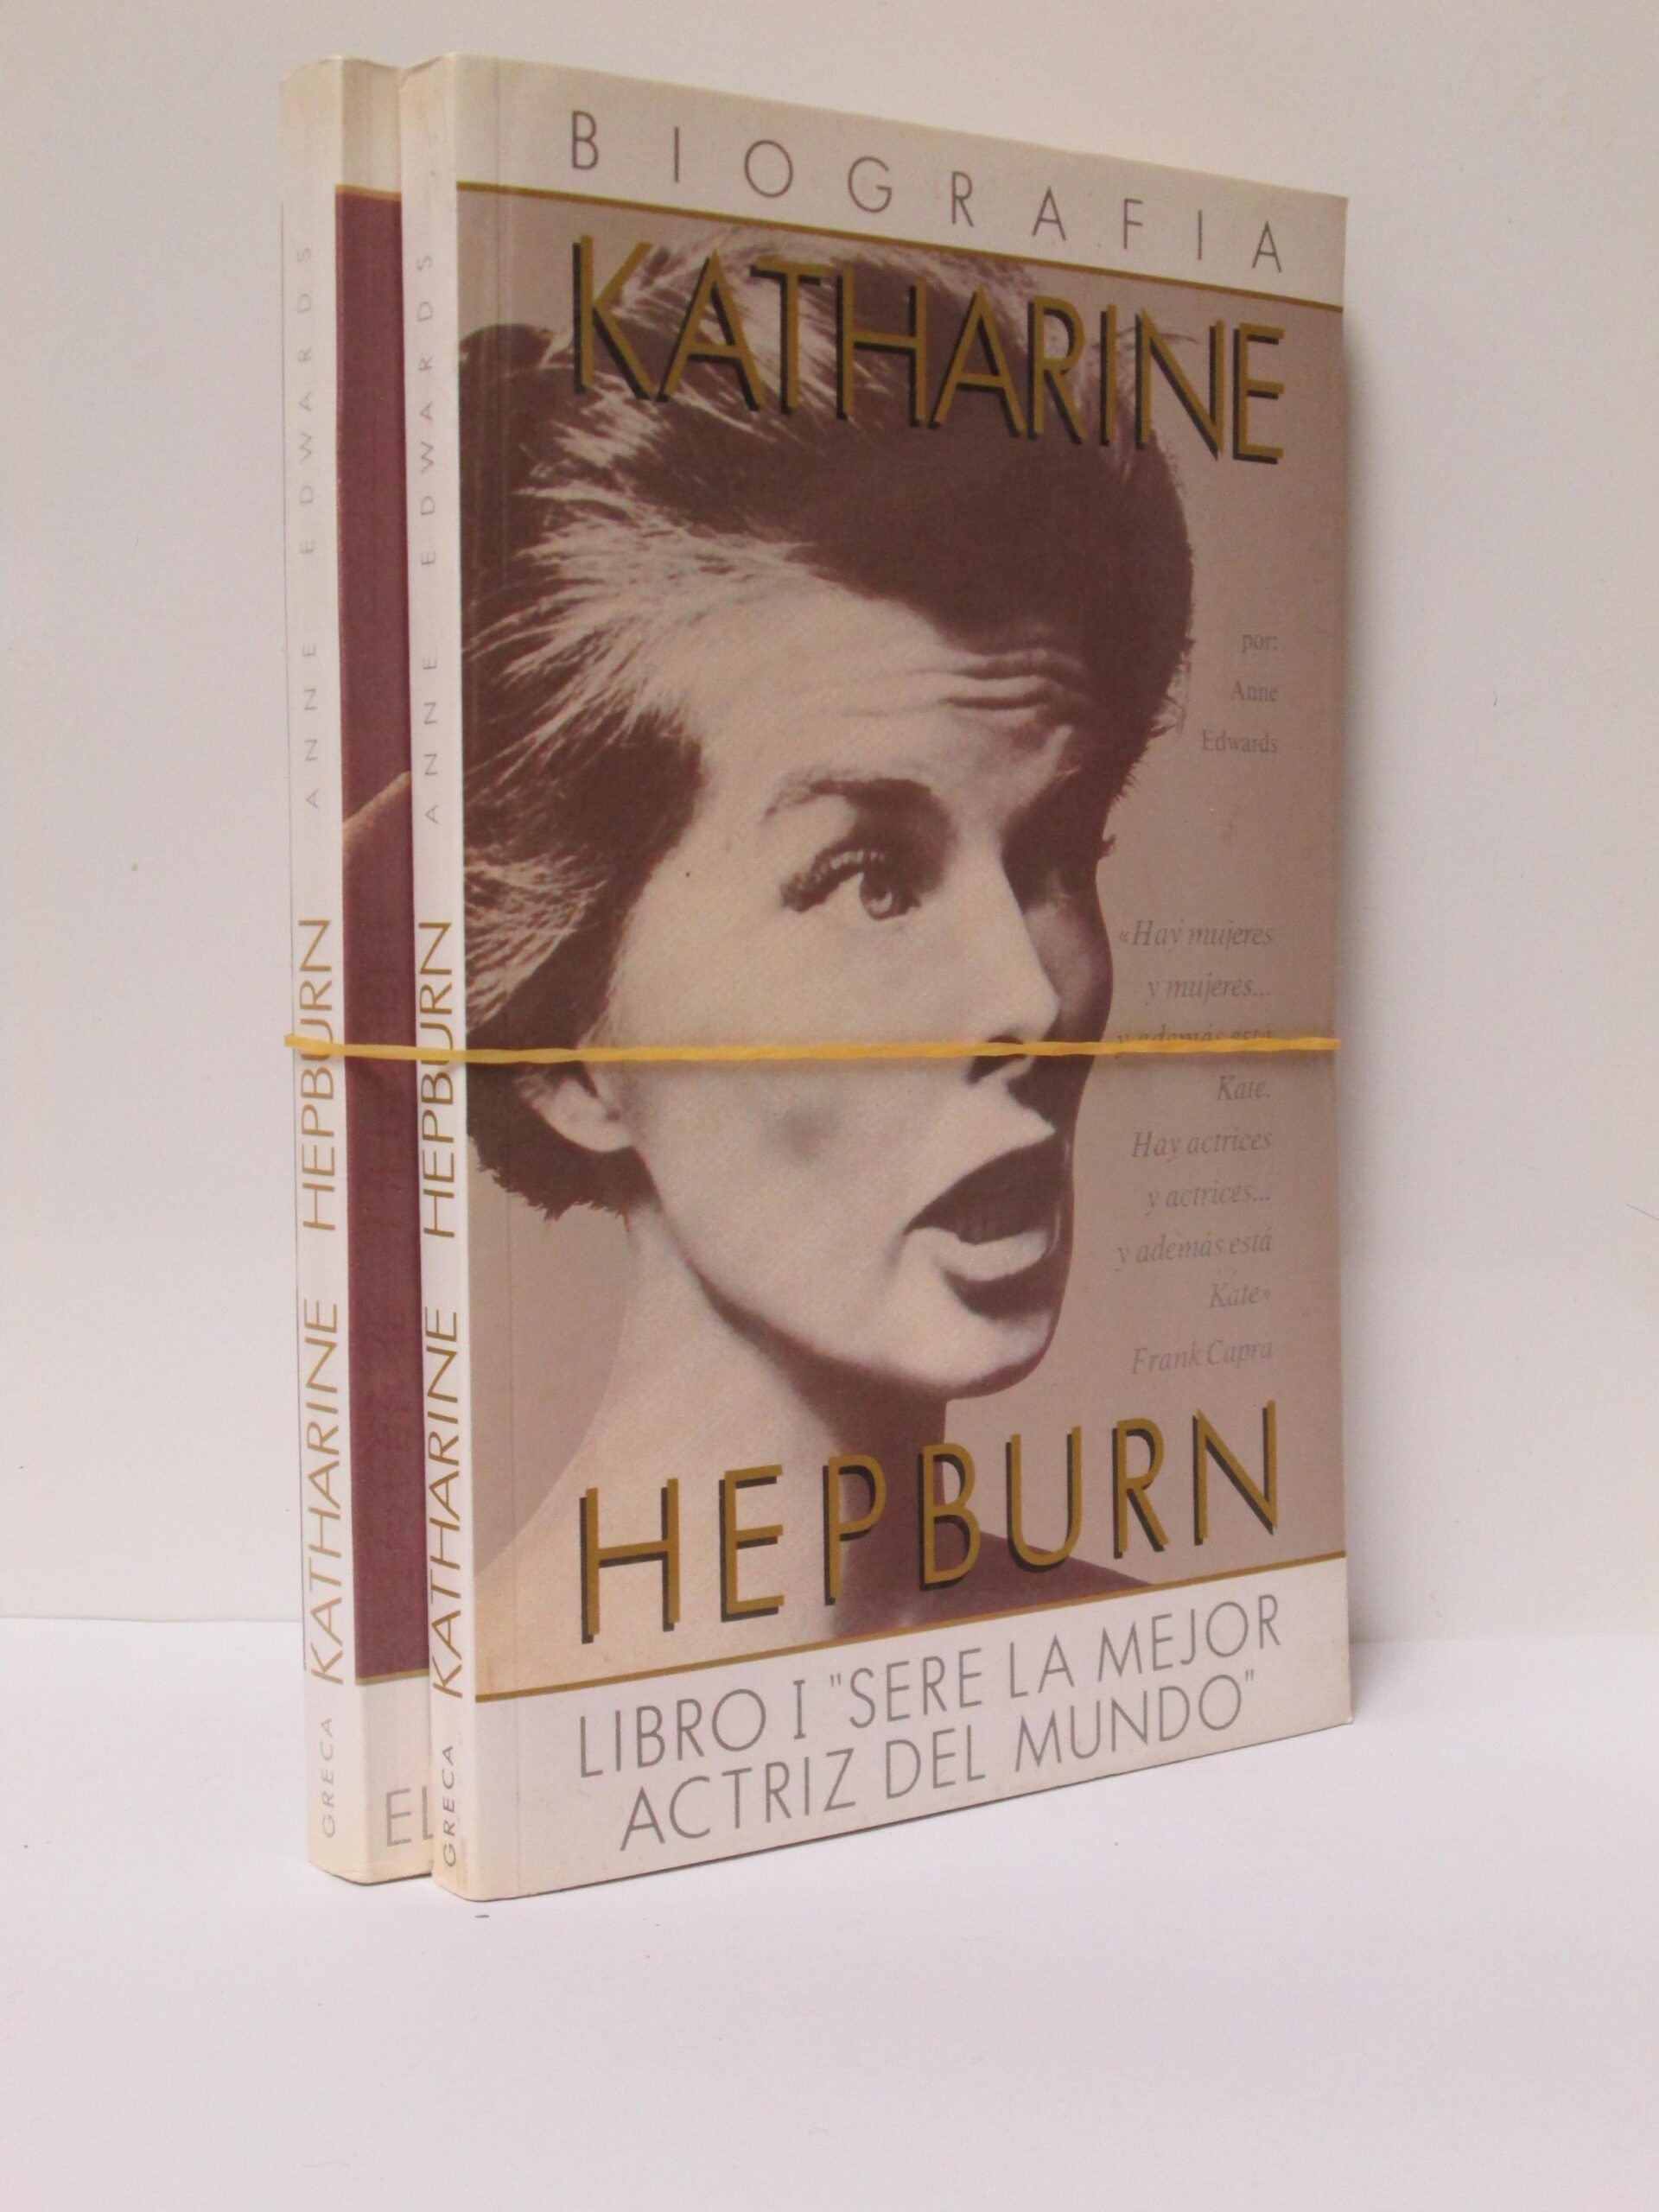 BIOGRAFIA
KATHARINE
por:
Anne
Edwards
«Hay mujeres
y mujeres...
y además está
Kate.
Hay actrices
y actrices...
y además está
Kate»
Frank Capra
HEPBURN
LIBRO I "SERE LA MEJOR
ACTRIZ DEL MUNDO"
GRECA KATHARINE HEPBURN ANNE EDWARDS
GRECA KATHARINE HEPBURN ANNE EDWARDS
EL